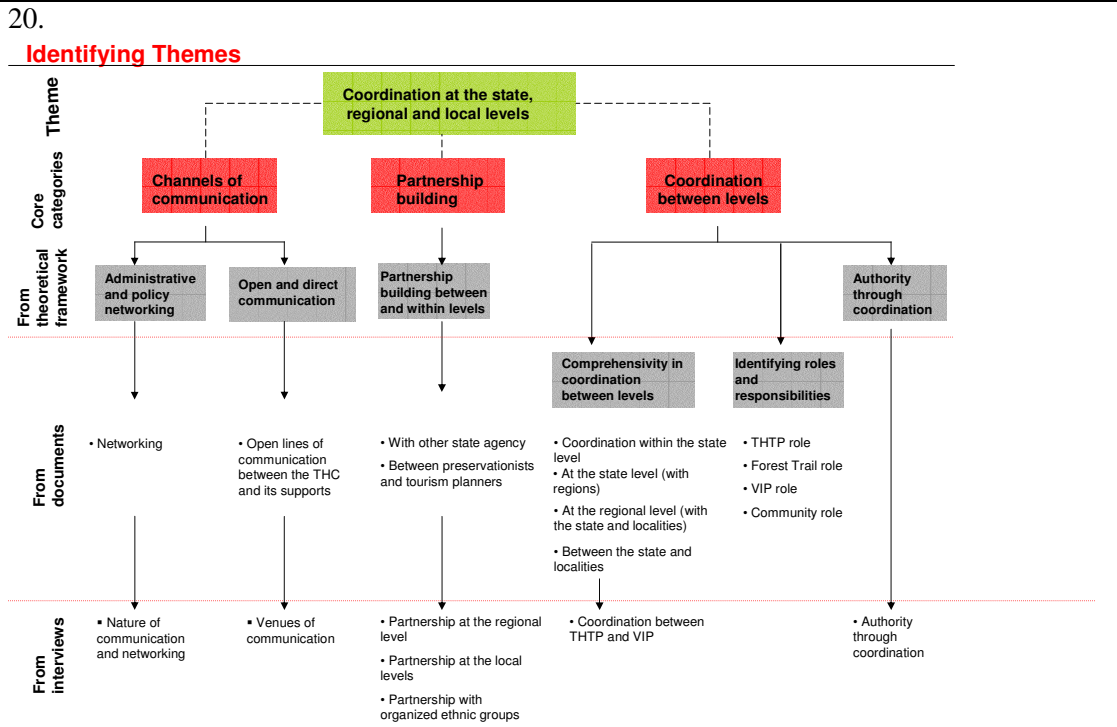 20.
Identifying Themes
Theme
Coordination at the state,
regional and local levels
Core
categories
Channels of
communication
Partnership
building
Coordination
between levels
From
theoretical
framework
Administrative
and policy
networking
Open and direct
communication
Partnership
building between
and within levels
Authority
through
coordination
Comprehensivity in
coordination
between levels
Identifying roles
and
responsibilities
From
documents
• Networking
• Open lines of
communication
between the THC
and its supports
• With other state agency
• Between preservationists
and tourism planners
• Coordination within the state
level
• At the state level (with
regions)
• At the regional level (with
the state and localities)
• Between the state and
localities
• THTP role
• Forest Trail role
• VIP role
• Community role
From
interviews
▪ Nature of
communication
and networking
▪ Venues of
communication
• Partnership at the regional
level
• Partnership at the local
levels
• Partnership with
organized ethnic groups
• Coordination between
THTP and VIP
• Authority
through
coordination